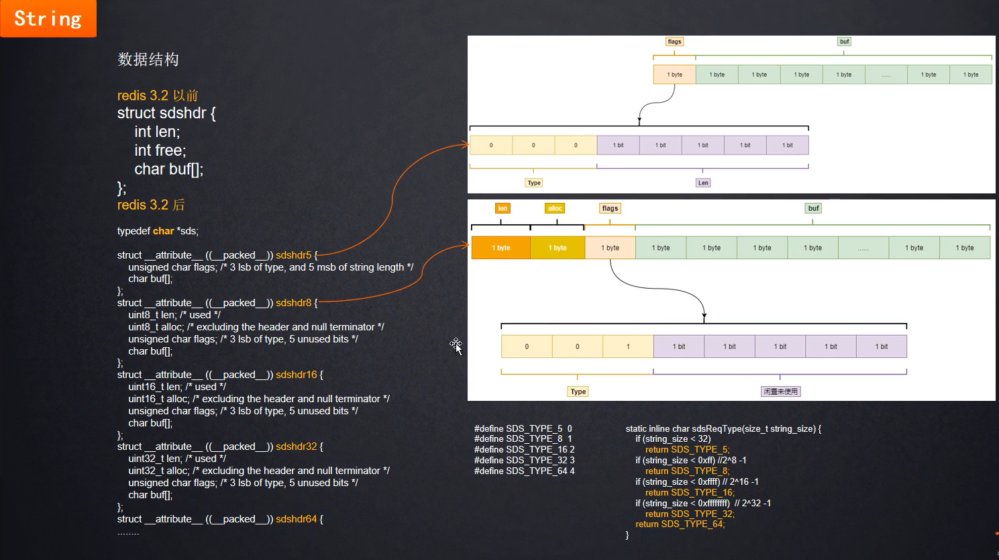 String
数据结构
redis 3.2 以前
struct sdshdr {
int len;
int free;
char buf[];
};
redis 3.2 后
typedef char *sds;
struct __attribute__ ((__packed__)) sdshdr5 {
unsigned char flags; /* 3 lsb of type, and 5 msb of string length */
char buf[];
};
struct __attribute__ ((__packed__)) sdshdr8 {
uint8_t len; /* used */
uint8_t alloc; /* excluding the header and null terminator */
unsigned char flags; /* 3 lsb of type, 5 unused bits */
char buf[];
};
struct __attribute__ ((__packed__)) sdshdr16 {
uint16_t len; /* used */
uint16_t alloc; /* excluding the header and null terminator */
unsigned char flags; /* 3 lsb of type, 5 unused bits */
char buf[];
};
struct __attribute__ ((__packed__)) sdshdr32 {
uint32_t len; /* used */
uint32_t alloc; /* excluding the header and null terminator */
unsigned char flags; /* 3 lsb of type, 5 unused bits */
char buf[];
};
struct __attribute__ ((__packed__)) sdshdr64 {
........
flags buf
1 byte 1 byte 1 byte 1 byte 1 byte ...... 1 byte 1 byte
0 0 0 1 bit 1 bit 1 bit 1 bit 1 bit
Type Len
len alloc flags buf
1 byte 1 byte 1 byte 1 byte 1 byte 1 byte 1 byte ...... 1 byte 1 byte
0 0 1 1 bit 1 bit 1 bit 1 bit 1 bit
Type 闲置未使用
#define SDS_TYPE_5 0
#define SDS_TYPE_8 1
#define SDS_TYPE_16 2
#define SDS_TYPE_32 3
#define SDS_TYPE_64 4
static inline char sdsReqType(size_t string_size) {
if (string_size < 32)
return SDS_TYPE_5;
if (string_size < 0xff) //2^8 -1
return SDS_TYPE_8;
if (string_size < 0xffff) // 2^16 -1
return SDS_TYPE_16;
if (string_size < 0xffffffff) // 2^32 -1
return SDS_TYPE_32;
return SDS_TYPE_64;
}